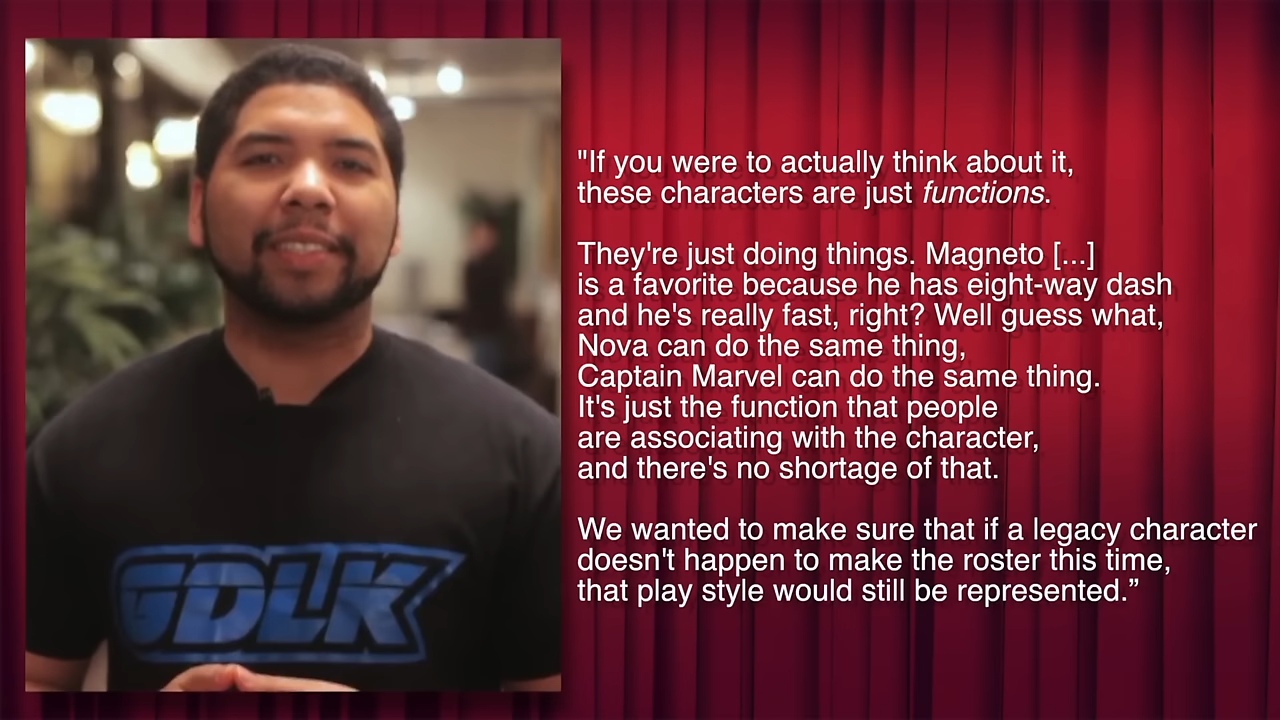 "If you were to actually think about it,
these characters are just functions.
They're just doing things. Magneto [...]
is a favorite because he has eight-way dash
and he's really fast, right? Well guess what,
Nova can do the same thing,
Captain Marvel can do the same thing.
It's just the function that people
are associating with the character,
and there's no shortage of that.
We wanted to make sure that if a legacy character
doesn't happen to make the roster this time,
that play style would still be represented.”
GDLK